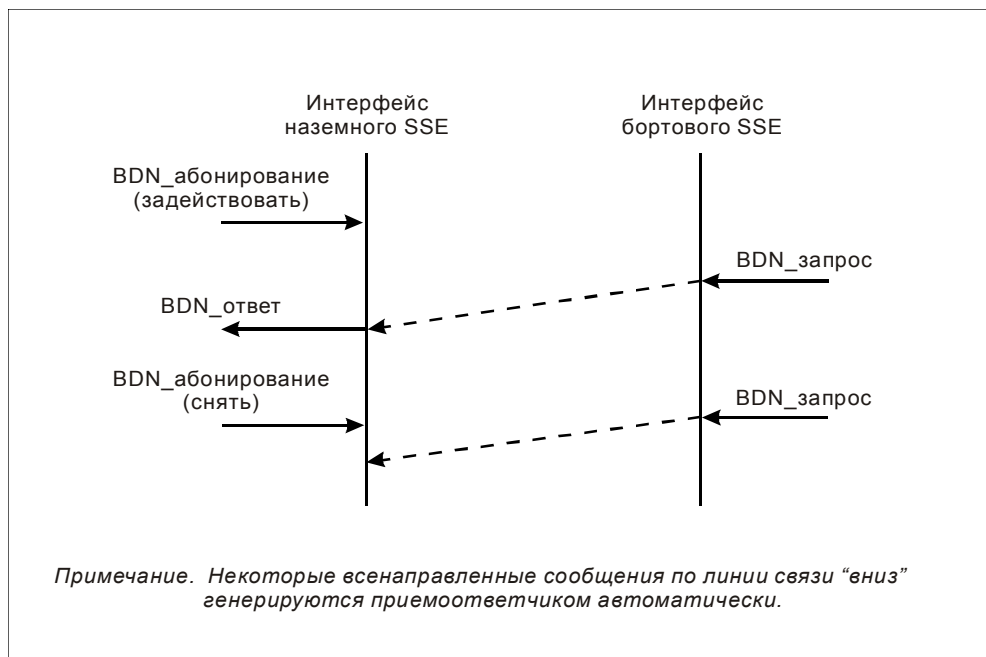 Интерфейс
наземного SSE
Интерфейс
бортового SSE
BDN_абонирование
(задействовать)
BDN_запрос
BDN_ответ
BDN_абонирование
(снять)
BDN_запрос
Примечание. Некоторые всенаправленные сообщения по линии связи “вниз”
генерируются приемоответчиком автоматически.